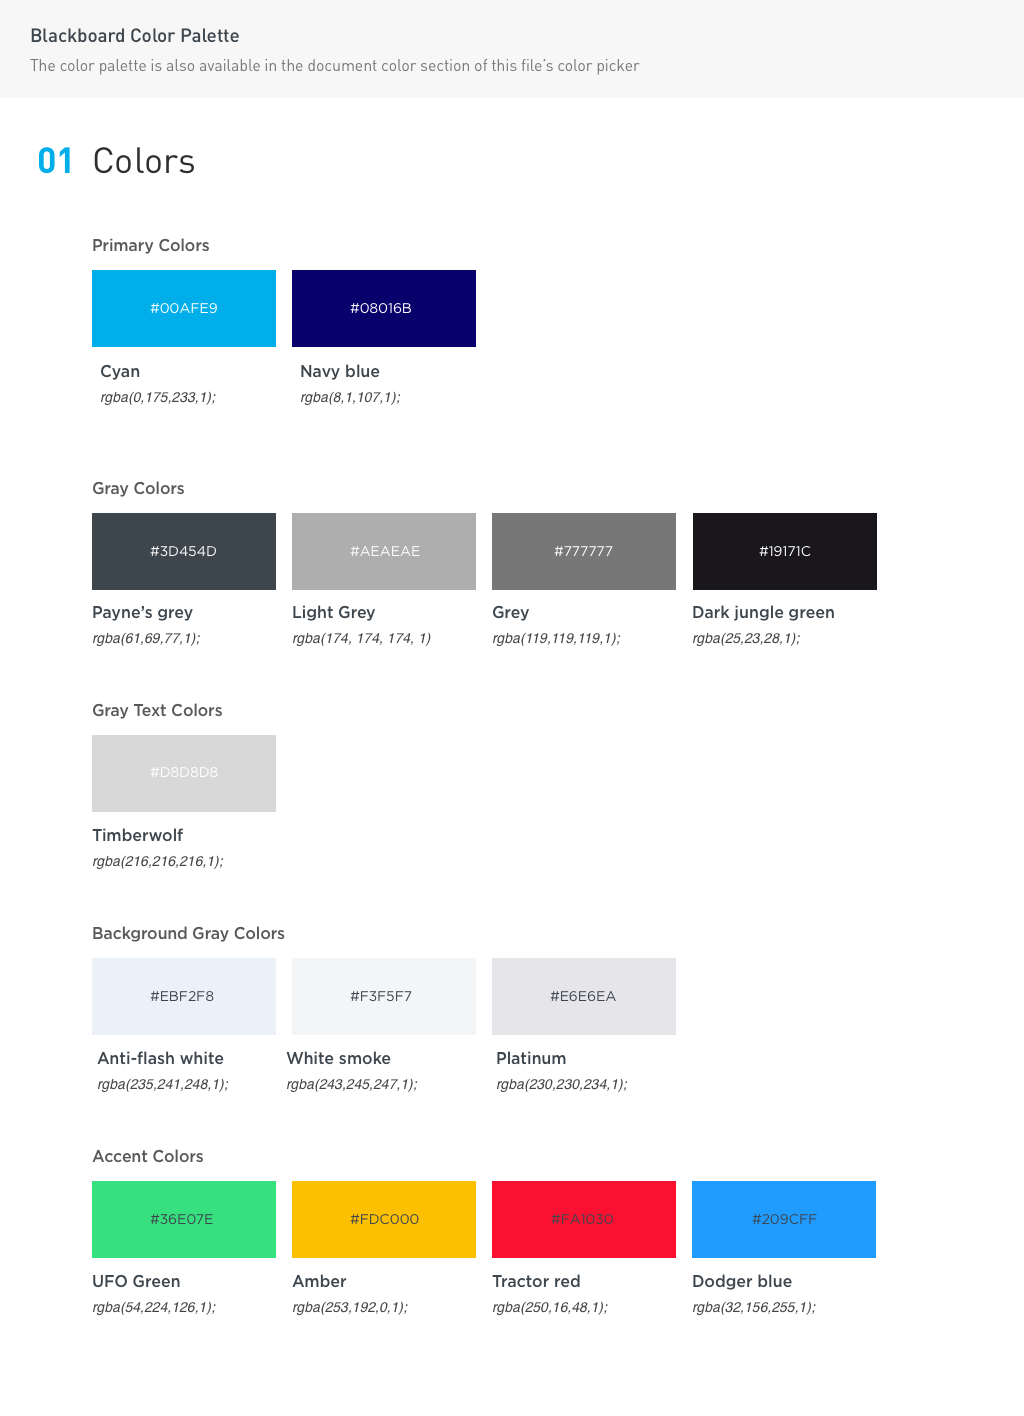 Blackboard Color Palette
The color palette is also available in the document color section of this file's color picker
01 Colors
Primary Colors
#00AFE9 #08016B
Cyan Navy blue
rgba(0,175,233,1); rgba(8,1,107,1);
Gray Colors
#3D454D #AEAEAE #777777 #19171C
Payne's grey Light Grey Grey Dark jungle green
rgba(61,69,77,1); rgba(174, 174, 174, 1) rgba(119,119,119,1); rgba(25,23,28,1);
Gray Text Colors
#D8D8D8
Timberwolf
rgba(216,216,216,1);
Background Gray Colors
#EBF2F8 #F3F5F7 #E6E6EA
Anti-flash white White smoke Platinum
rgba(235,241,248,1); rgba(243,245,247,1); rgba(230,230,234,1);
Accent Colors
#36E07E #FDC000 #FA1030 #209CFF
UFO Green Amber Tractor red Dodger blue
rgba(54,224,126,1); rgba(253,192,0,1); rgba(250,16,48,1); rgba(32,156,255,1);